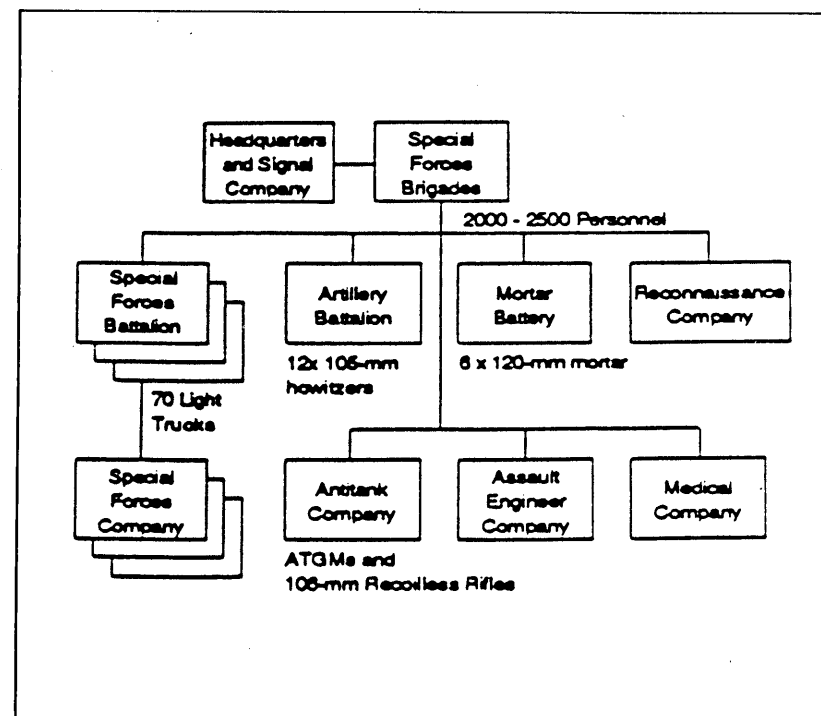 Headquarters
and Signal
Company
Special
Forces
Brigades
2000 - 2500 Personnel
Special
Forces
Battalion
Artillery
Battalion
Mortar
Battery
Reconnaissance
Company
12x 105-mm
howitzers
6 x 120-mm mortar
70 Light
Trucks
Special
Forces
Company
Antitank
Company
Assault
Engineer
Company
Medical
Company
ATGMs and
106-mm Recoilless Rifles